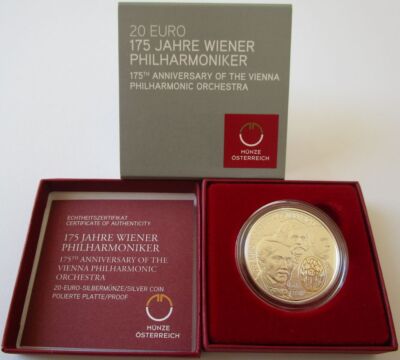 20 EURO
175 JAHRE WIENER
PHILHARMONIKER
175TH ANNIVERSARY OF THE VIENNA
PHILHARMONIC ORCHESTRA
MÜNZE
ÖSTERREICH
ECHTHEITSZERTIFIKAT
CERTIFICATE OF AUTHENTICITY
175 JAHRE WIENER
PHILHARMONIKER
175TH ANNIVERSARY OF THE
VIENNA PHILHARMONIC
ORCHESTRA
20-EURO-SILBERMÜNZE/SILVER COIN
POLIERTE PLATTE/PROOF
MÜNZE
ÖSTERREICH